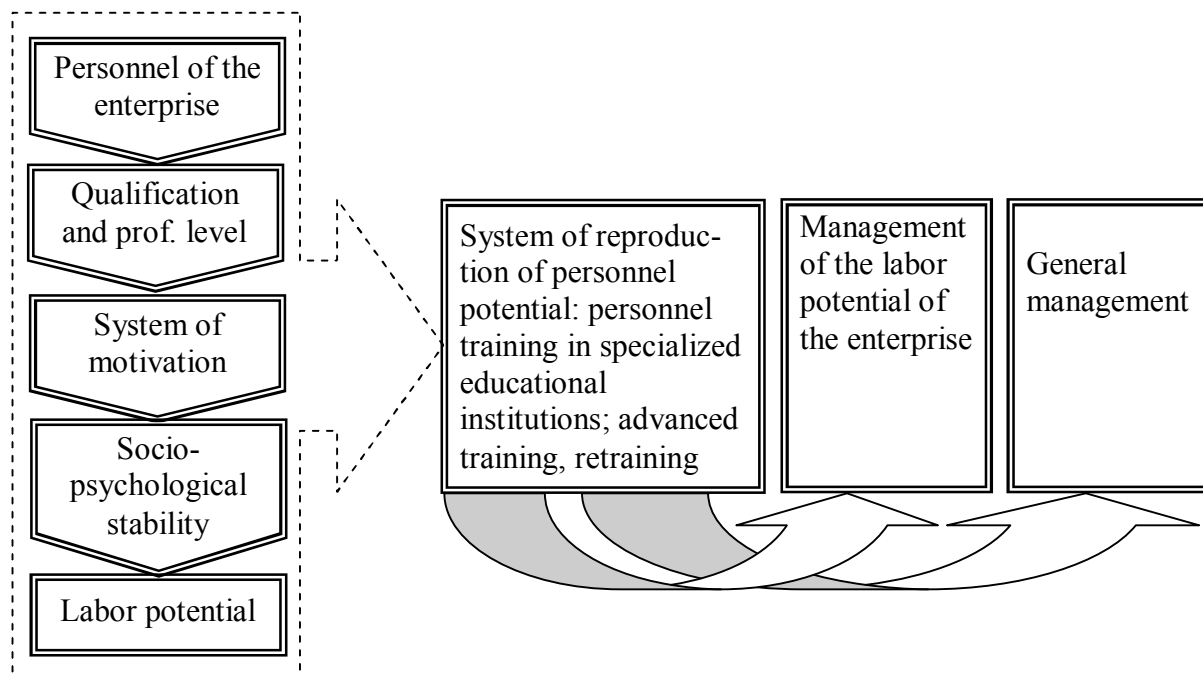 Personnel of the
enterprise
Qualification
and prof. level
System of
motivation
Socio-
psychological
stability
Labor potential
System of reproduc-
tion of personnel
potential: personnel
training in specialized
educational
institutions; advanced
training, retraining
Management
of the labor
potential of
the enterprise
General
management